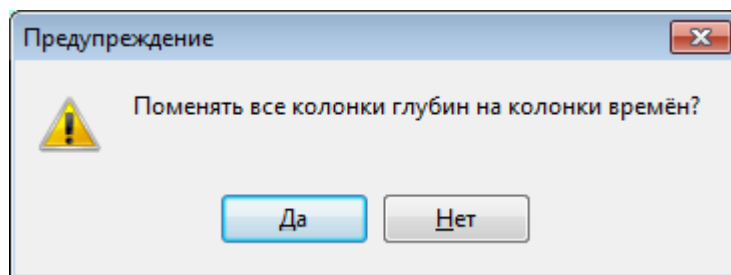 Предупреждение
Поменять все колонки глубин на колонки времён?
Да
Нет